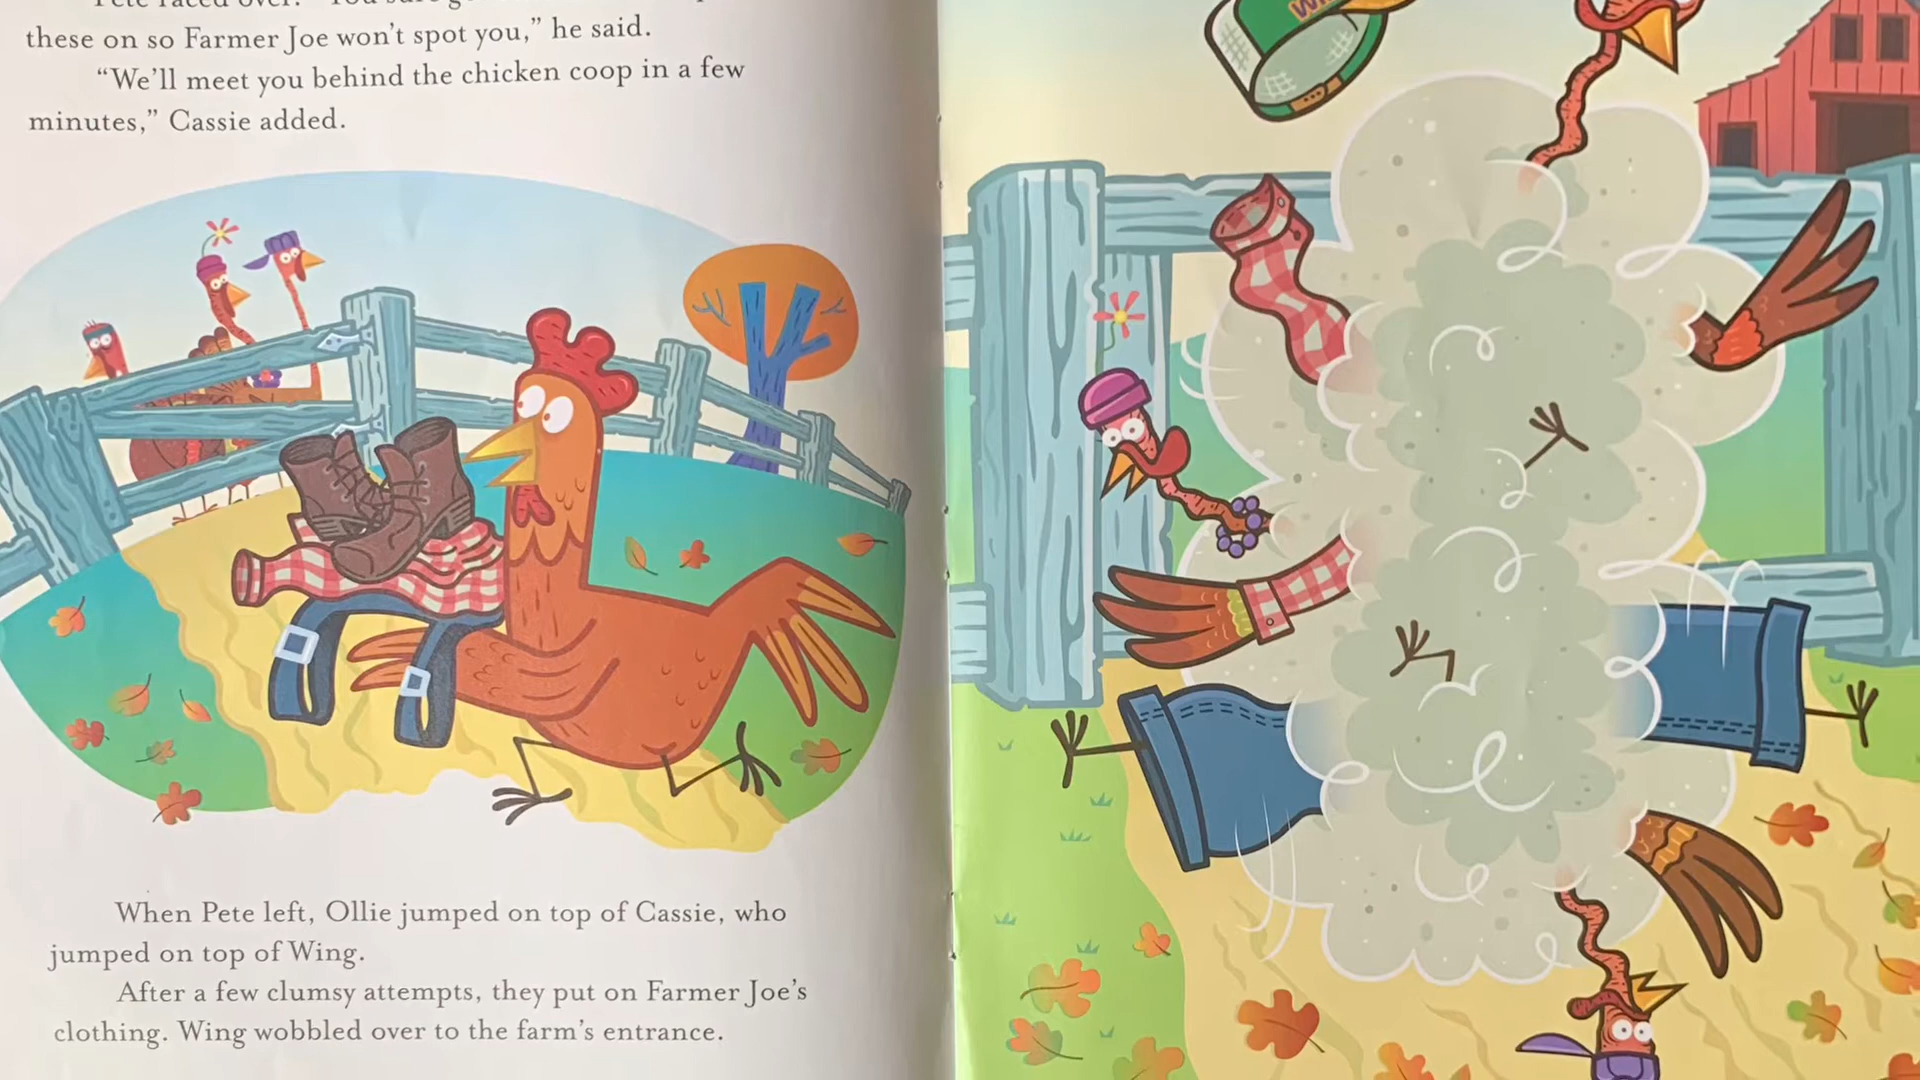 these on so Farmer Joe won't spot you," he said.
"We'll meet you behind the chicken coop in a few
minutes," Cassie added.
When Pete left, Ollie jumped on top of Cassie, who
jumped on top of Wing.
After a few clumsy attempts, they put on Farmer Joe's
clothing. Wing wobbled over to the farm's entrance.